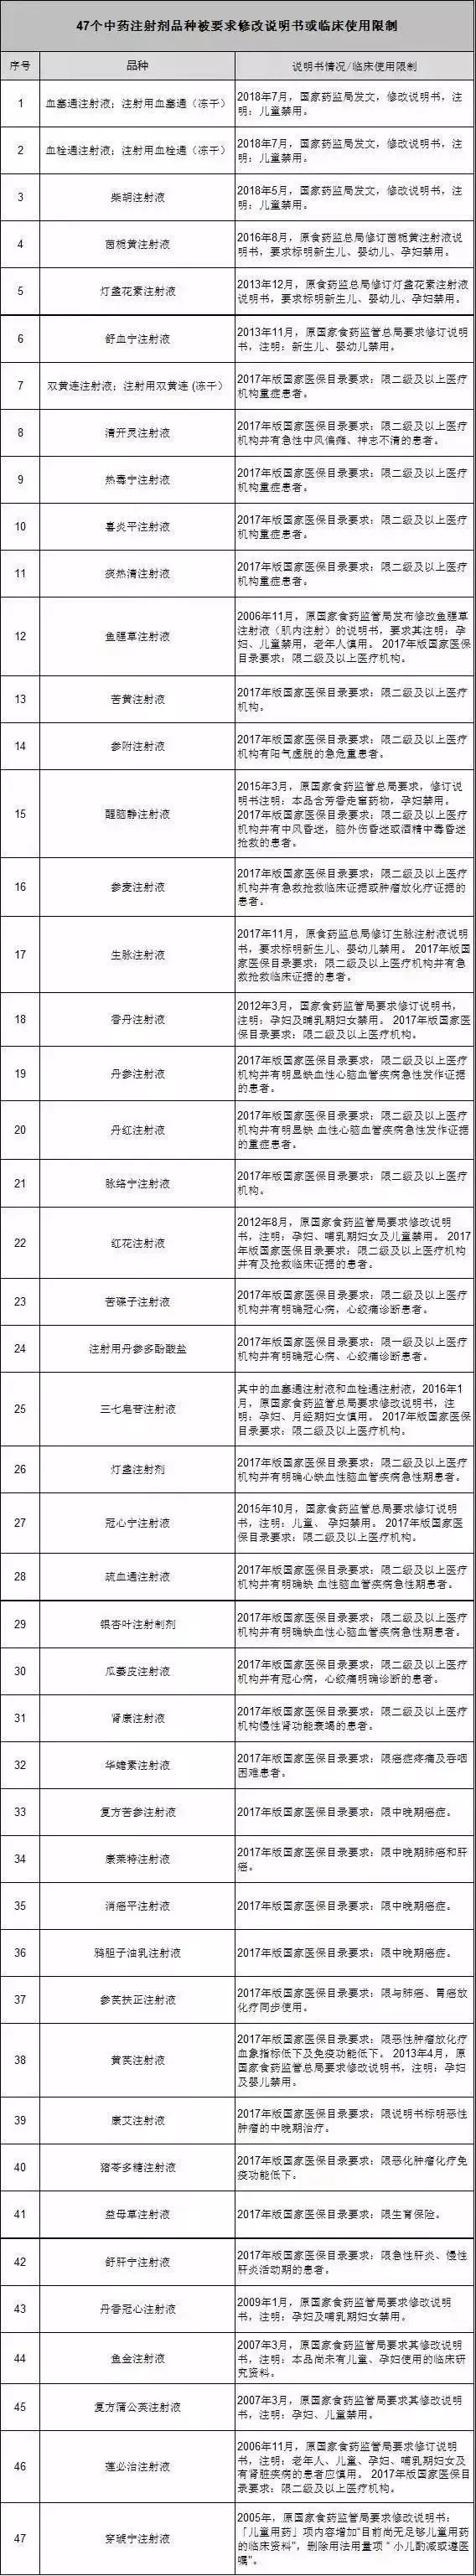 47个中药注射剂品种被要求修改说明书或临床使用限制
序号 品种 说明书情况/临床使用限制
1 血塞通注射液；注射用血塞通（冻干） 2018年7月，国家药监局发文，修改说明书，注
明：儿童禁用。
2 血栓通注射液；注射用血栓通（冻干） 2018年7月，国家药监局发文，修改说明书，注
明：儿童禁用。
3 柴胡注射液 2018年5月，国家药监局发文，修改说明书，注
明：儿童禁用。
4 茵栀黄注射液 2016年8月，原食药监总局修订茵栀黄注射液说
明书，要求标明新生儿、婴幼儿、孕妇禁用。
5 灯盏花素注射液 2013年12月，原食药监总局修订灯盏花素注射液
说明书，要求标明新生儿、婴幼儿、孕妇禁用。
6 舒血宁注射液 2013年11月，原国家食药监管总局要求修订说明
书，注明：新生儿、婴幼儿禁用。
7 双黄连注射液；注射用双黄连(冻干） 2017年版国家医保目录要求：限二级及以上医疗
机构重症患者。
8 清开灵注射液 2017年版国家医保目录要求：限二级及以上医疗
机构并有急性中风偏瘫、神志不清的患者。
9 热毒宁注射液 2017年版国家医保目录要求：限二级及以上医疗
机构重症患者。
10 喜炎平注射液 2017年版国家医保目录要求：限二级及以上医疗
机构重症患者。
11 痰热清注射液 2017年版国家医保目录要求：限二级及以上医疗
机构重症患者。
12 鱼腥草注射液 2006年11月，原国家食药监管局发布修改鱼腥草
注射液（肌内注射）的说明书，要求其注明：孕
妇、儿童禁用，老年人慎用。 2017年版国家医保
目录要求：限二级及以上医疗机构。
13 苦黄注射液 2017年版国家医保目录要求：限二级及以上医疗
机构。
14 参附注射液 2017年版国家医保目录要求：限二级及以上医疗
机构有阳气虚脱的急危重患者。
15 醒脑静注射液 2015年3月，原国家食药监管总局要求，修订说
明书注明：本品含芳香走窜药物，孕妇禁用。
2017年版国家医保目录要求：限二级及以上医疗
机构并有中风昏迷，脑外伤昏迷或酒精中毒昏迷
抢救的患者。
16 参麦注射液 2017年版国家医保目录要求：限二级及以上医疗
机构并有急救抢救临床证据或肿瘤放化疗证据的
患者。
17 生脉注射液 2017年11月，原食药监总局修订生脉注射液说明
书，要求标明新生儿、婴幼儿禁用。 2017年版国
家医保目录要求：限二级及以上医疗机构并有急
救抢救临床证据的患者。
18 香丹注射液 2012年3月，国家食药监管局要求修订说明书，
注明：孕妇及哺乳期妇女禁用。 2017年版国家医
保目录要求：限二级及以上医疗机构。
19 丹参注射液 2017年版国家医保目录要求：限二级及以上医疗
机构并有明显缺血性心脑血管疾病急性发作证据
的患者。
20 丹红注射液 2017年版国家医保目录要求：限二级及以上医疗
机构并有明显缺 血性心脑血管疾病急性发作证据
的重症患者。
21 脉络宁注射液 2017年版国家医保目录要求：限二级及以上医疗
机构。
22 红花注射液 2012年8月，原国家食药监管局要求修改说明
书，注明：孕妇、哺乳期妇女及儿童禁用。 2017
年版国家医保目录要求：限二级及以上医疗机构
并有及抢救临床证据的患者。
23 苦碟子注射液 2017年版国家医保目录要求：限二级及以上医疗
机构并有明确冠心病，心绞痛诊断患者。
24 注射用丹参多酚酸盐 2017年版国家医保目录要求：限一级及以上医疗
机构并有明确冠心病、心绞痛诊断患者。
25 三七皂苷注射液 其中的血塞通注射液和血栓通注射液，2016年1
月，原国家食药监管总局要求修改说明书，注
明：孕妇、月经期妇女慎用。 2017年版国家医保
目录要求：限二级及以上医疗机构。
26 灯盏注射剂 2017年版国家医保目录要求：限二级及以上医疗
机构并有明确心缺血性脑血管疾病急性期患者。
27 冠心宁注射液 2015年10月，国家食药监管总局要求修订说明
书，注明：儿童、 孕妇禁用。 2017年版国家医
保目录要求：限二级及以上医疗机构。
28 疏血通注射液 2017年版国家医保目录要求：限二级及以上医疗
机构并有明确缺 血性脑血管疾病急性期患者。
29 银杏叶注射制剂 2017年版国家医保目录要求：限二级及以上医疗
机构并有明确缺血性心脑血管疾病急性期患者。
30 瓜蒌皮注射液 2017年版国家医保目录要求：限二级及以上医疗
机构并有冠心病，心绞痛明确诊断的患者。
31 肾康注射液 2017年版国家医保目录要求：限二级及以上医疗
机构慢性肾功能衰竭的患者。
32 华蟾素注射液 2017年版国家医保目录要求：限癌症疼痛及吞咽
困难患者。
33 复方苦参注射液 2017年版国家医保目录要求：限中晚期癌症。
34 康莱特注射液 2017年版国家医保目录要求：限中晚期肺癌和肝
癌。
35 消癌平注射液 2017年版国家医保目录要求：限中晚期癌症。
36 鸦胆子油乳注射液 2017年版国家医保目录要求：限中晚期癌症。
37 参芪扶正注射液 2017年版国家医保目录要求：限与肺癌、胃癌放
化疗同步使用。
38 黄芪注射液 2017年版国家医保目录要求：限恶性肿瘤放化疗
血象指标低下及免疫功能低下。 2013年4月，原
国家食药监管总局要求修改说明书，注明：孕妇
及婴儿禁用。
39 康艾注射液 2017年版国家医保目录要求：限说明书标明恶性
肿瘤的中晚期治疗。
40 猪苓多糖注射液 2017年版国家医保目录要求：限恶化肿瘤化疗免
疫功能低下。
41 益母草注射液 2017年版国家医保目录要求：限生育保险。
42 舒肝宁注射液 2017年版国家医保目录要求：限急性肝炎、慢性
肝炎活动期的患者。
43 丹香冠心注射液 2009年1月，原国家食药监管局要求修改说明
书，注明：孕妇及哺乳期妇女禁用。
44 鱼金注射液 2007年3月，原国家食药监管局要求其修改说明
书，注明：本品尚未有儿童、孕妇使用的临床研
究资料。
45 复方蒲公英注射液 2007年3月，原国家食药监管局要求其修改说明
书，注明：孕妇、儿童禁用。
46 莲必治注射液 2006年11月，原国家食药监管局要求修订说明
书，注明：老年人、儿童、孕妇、哺乳期妇女及
有肾脏疾病的患者应慎用。 2017年版国家医保目
录要求：限二级及以上医疗机构。
47 穿琥宁注射液 2005年，原国家食药监管局要求修改说明书：
「儿童用药」项内容增加“目前尚无足够儿童用药
的临床资料”，删除用法用量项 “ 小儿酌减或遵医
嘱”。